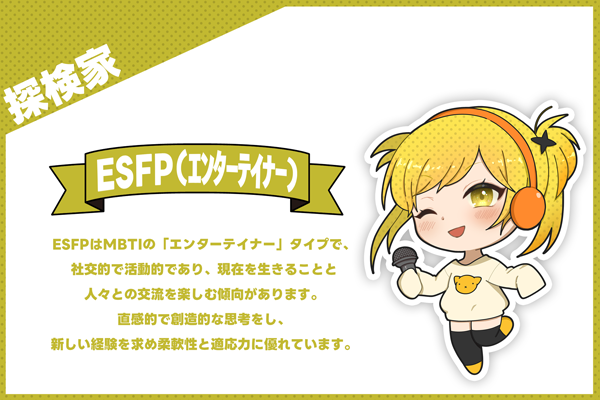 探検家
ESFP（エンターテイナー）
ESFPはMBTIの「エンターテイナー」タイプで、
社交的で活動的であり、現在を生きることと
人々との交流を楽しむ傾向があります。
直感的で創造的な思考をし、
新しい経験を求め柔軟性と適応力に優れています。